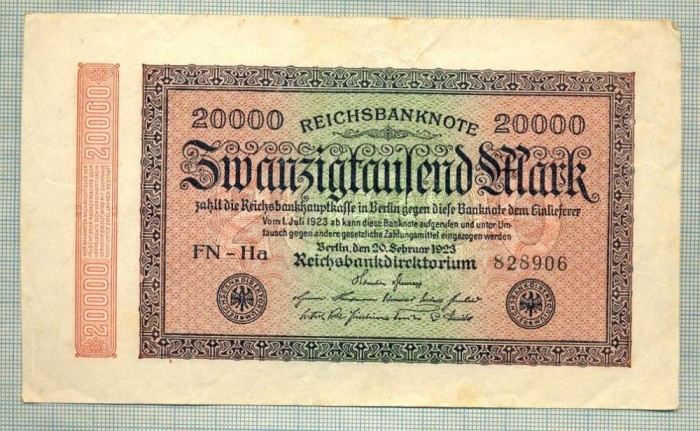 20000
20000
20000 REICHSBANKNOTE 20000
Zwanzigtausend Mark
zahlt die Reichsbankhauptkasse in Berlin gegen diese Banknote dem Einlieferer
Vom 1. Juli 1923 ab kann diese Banknote aufgerufen und unter Um-
tausch gegen andere gesetzliche Zahlungsmittel eingezogen werden
Berlin, den 20. Februar 1923
FN - Ha Reichsbankdirektorium 828906